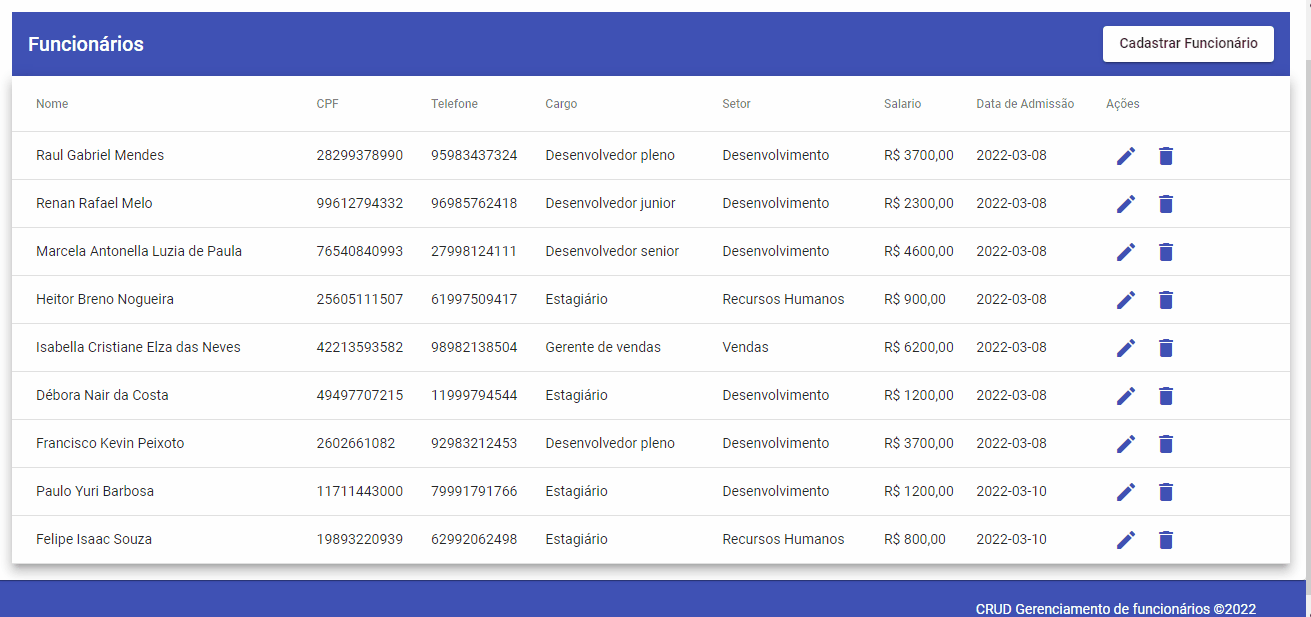 Funcionários
Cadastrar Funcionário
Nome CPF Telefone Cargo Setor Salario Data de Admissão Ações
Raul Gabriel Mendes 28299378990 95983437324 Desenvolvedor pleno Desenvolvimento R$ 3700,00 2022-03-08
Renan Rafael Melo 99612794332 96985762418 Desenvolvedor junior Desenvolvimento R$ 2300,00 2022-03-08
Marcela Antonella Luzia de Paula 76540840993 27998124111 Desenvolvedor senior Desenvolvimento R$ 4600,00 2022-03-08
Heitor Breno Nogueira 25605111507 61997509417 Estagiário Recursos Humanos R$ 900,00 2022-03-08
Isabella Cristiane Elza das Neves 42213593582 98982138504 Gerente de vendas Vendas R$ 6200,00 2022-03-08
Débora Nair da Costa 49497707215 11999794544 Estagiário Desenvolvimento R$ 1200,00 2022-03-08
Francisco Kevin Peixoto 2602661082 92983212453 Desenvolvedor pleno Desenvolvimento R$ 3700,00 2022-03-08
Paulo Yuri Barbosa 11711443000 79991791766 Estagiário Desenvolvimento R$ 1200,00 2022-03-10
Felipe Isaac Souza 19893220939 62992062498 Estagiário Recursos Humanos R$ 800,00 2022-03-10
CRUD Gerenciamento de funcionários ©2022